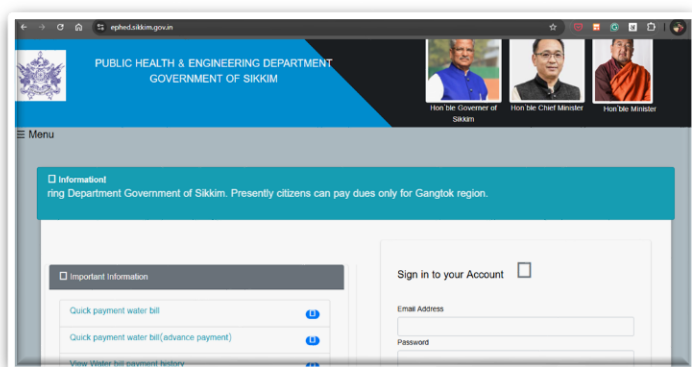 ephed.sikkim.gov.in
PUBLIC HEALTH & ENGINEERING DEPARTMENT
GOVERNMENT OF SIKKIM
Hon`ble Governer of
Sikkim
Hon`ble Chief Minister
Hon`ble Minister
☰ Menu
Information!
ring Department Government of Sikkim. Presently citizens can pay dues only for Gangtok region.
Important Information
Quick payment water bill
Quick payment water bill(advance payment)
View Water bill payment history
Sign in to your Account
Email Address
Password